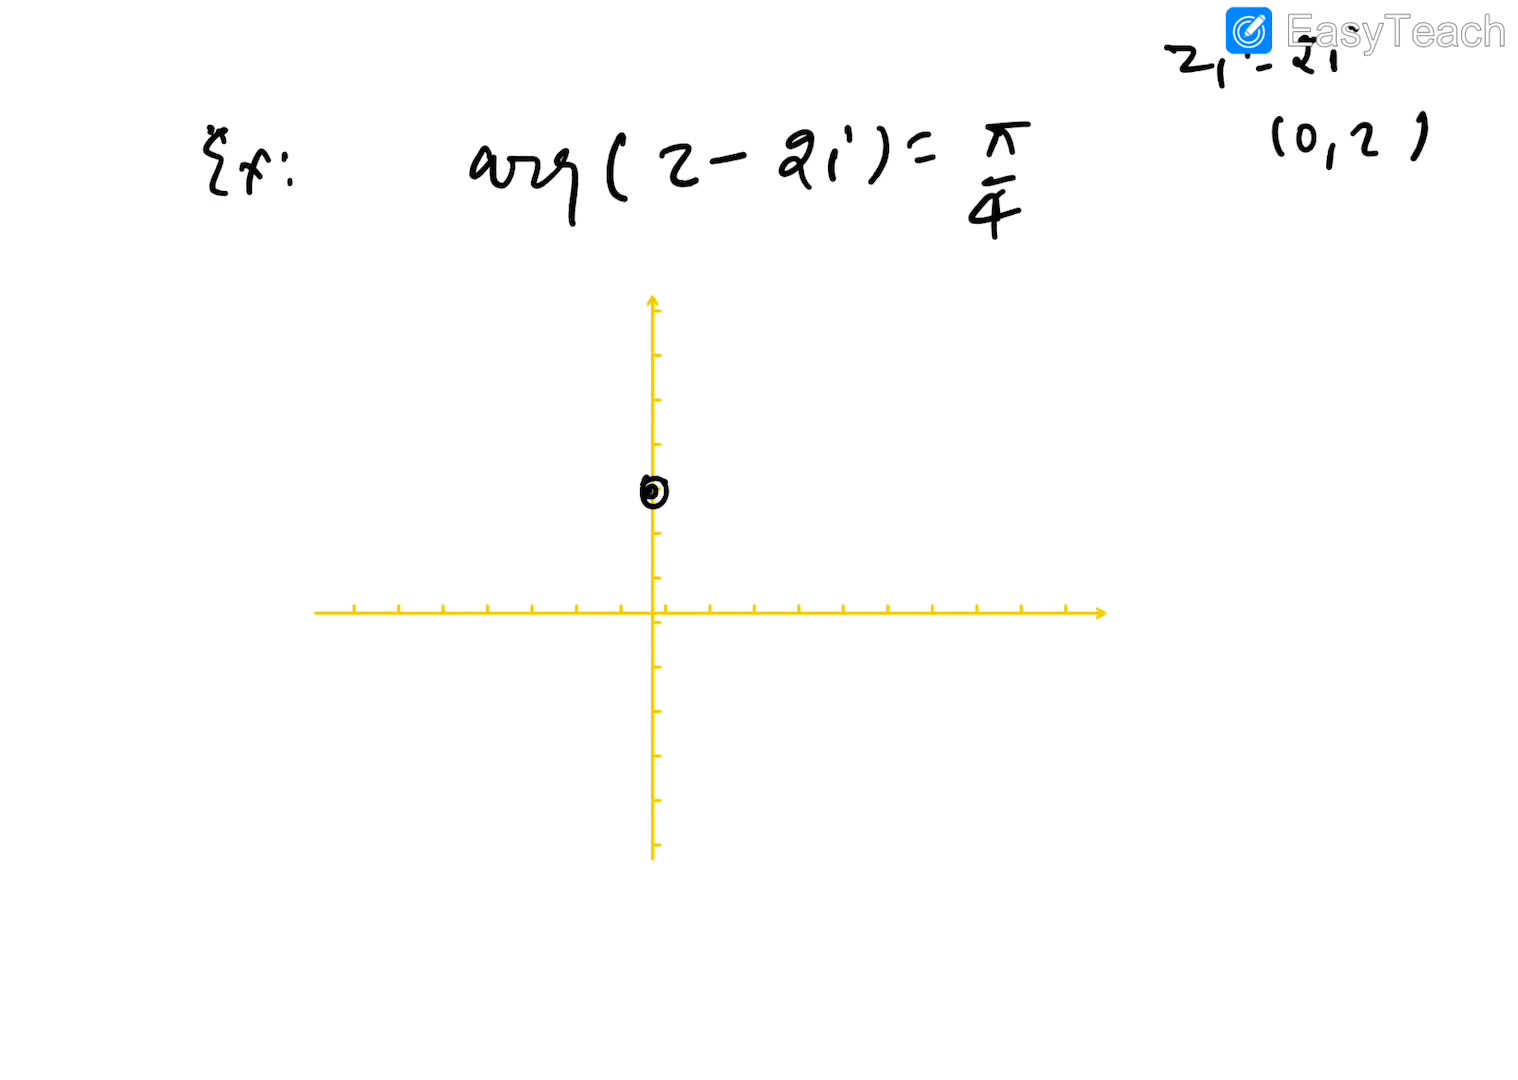 EasyTeach
z₁ = 2i
Ex: arg(z - 2i) = π/4
(0, 2)